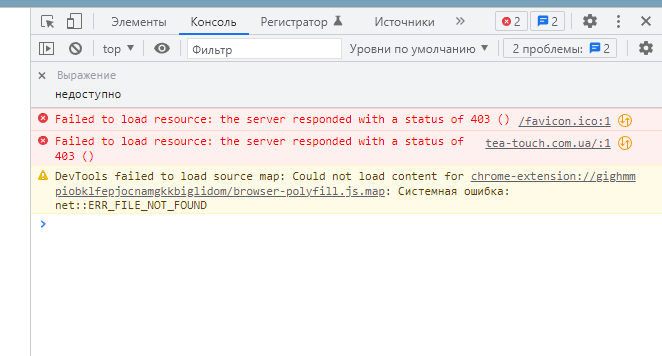 Элементы Консоль Регистратор Источники » 2 2
top Фильтр Уровни по умолчанию 2 проблемы: 2
Выражение
недоступно
Failed to load resource: the server responded with a status of 403 () /favicon.ico:1
Failed to load resource: the server responded with a status of tea-touch.com.ua/:1
403 ()
DevTools failed to load source map: Could not load content for chrome-extension://gighmm
piobklfepjocnamgkkbiglidom/browser-polyfill.js.map: Системная ошибка:
net::ERR_FILE_NOT_FOUND